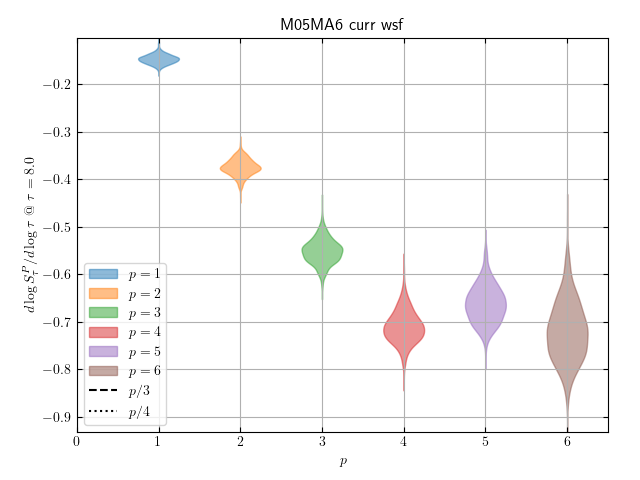 M05MA6 curr wsf
d log S_τ^P / d log τ @ τ = 8.0
−0.2
−0.3
−0.4
−0.5
−0.6
−0.7
−0.8
−0.9
p = 1
p = 2
p = 3
p = 4
p = 5
p = 6
p/3
p/4
0 1 2 3 4 5 6
p